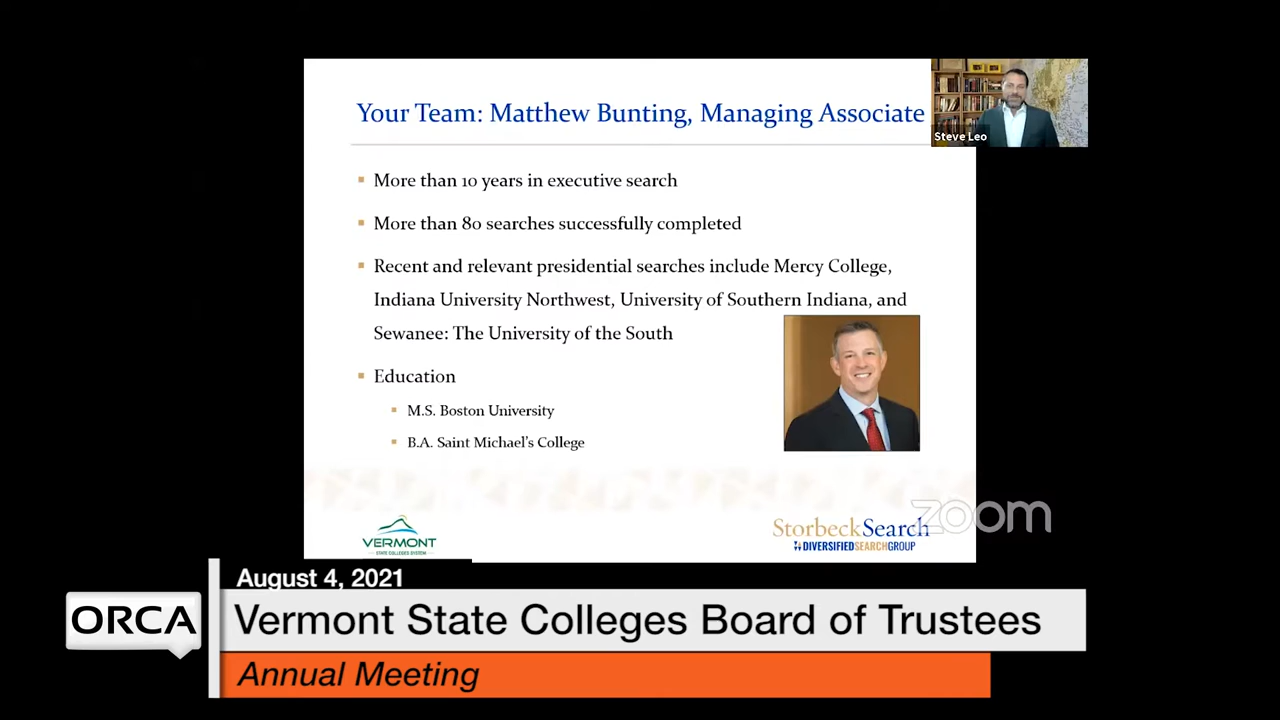 Your Team: Matthew Bunting, Managing Associate
Steve Leo
More than 10 years in executive search
More than 80 searches successfully completed
Recent and relevant presidential searches include Mercy College,
Indiana University Northwest, University of Southern Indiana, and
Sewanee: The University of the South
Education
M.S. Boston University
B.A. Saint Michael's College
zoom
VERMONT
STATE COLLEGES SYSTEM
StorbeckSearch
DIVERSIFIEDSEARCHGROUP
August 4, 2021
ORCA
Vermont State Colleges Board of Trustees
Annual Meeting